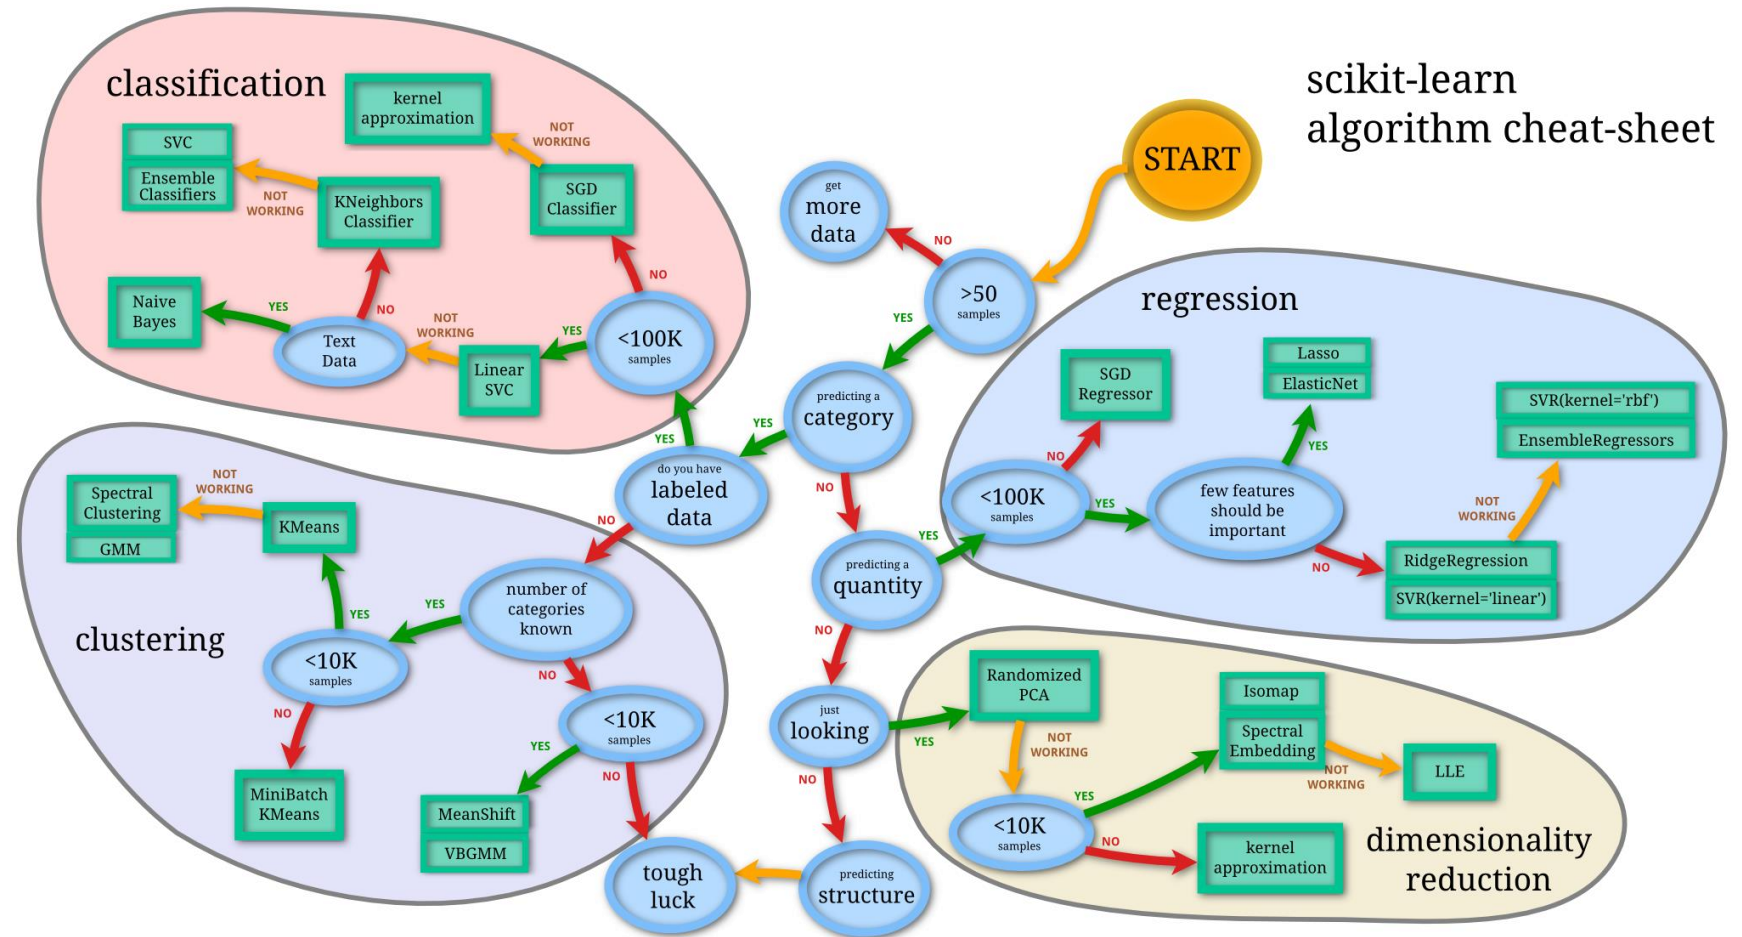 scikit-learn
algorithm cheat-sheet
START
>50
samples
NO
get
more
data
YES
predicting a
category
YES
do you have
labeled
data
YES
classification
<100K
samples
NO
SGD
Classifier
NOT
WORKING
kernel
approximation
YES
Linear
SVC
NOT
WORKING
Text
Data
YES
Naive
Bayes
NO
KNeighbors
Classifier
NOT
WORKING
SVC
Ensemble
Classifiers
NO
clustering
number of
categories
known
YES
<10K
samples
YES
KMeans
NOT
WORKING
Spectral
Clustering
GMM
NO
MiniBatch
KMeans
NO
<10K
samples
YES
MeanShift
VBGMM
NO
tough
luck
NO
predicting a
quantity
YES
regression
<100K
samples
NO
SGD
Regressor
YES
few features
should be
important
YES
Lasso
ElasticNet
NO
RidgeRegression
SVR(kernel='linear')
NOT
WORKING
SVR(kernel='rbf')
EnsembleRegressors
NO
just
looking
YES
dimensionality
reduction
Randomized
PCA
NOT
WORKING
<10K
samples
YES
Isomap
Spectral
Embedding
NOT
WORKING
LLE
NO
kernel
approximation
NO
predicting
structure